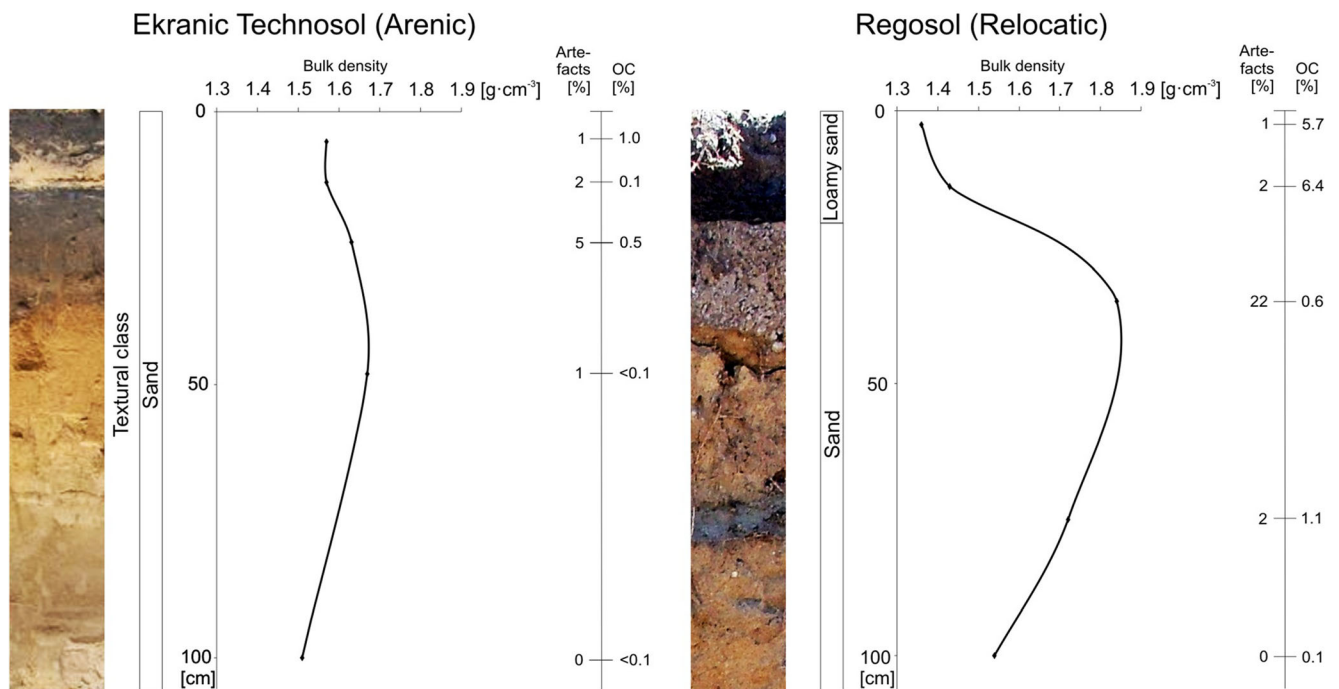 Ekranic Technosol (Arenic)
Bulk density
1.3 1.4 1.5 1.6 1.7 1.8 1.9 [g·cm⁻³]
Arte-
facts
[%]
OC
[%]
Textural class
Sand
0
50
100
[cm]
1 1.0
2 0.1
5 0.5
1 <0.1
0 <0.1
Regosol (Relocatic)
Bulk density
1.3 1.4 1.5 1.6 1.7 1.8 1.9 [g·cm⁻³]
Arte-
facts
[%]
OC
[%]
Loamy sand
Sand
0
50
100
[cm]
1 5.7
2 6.4
22 0.6
2 1.1
0 0.1